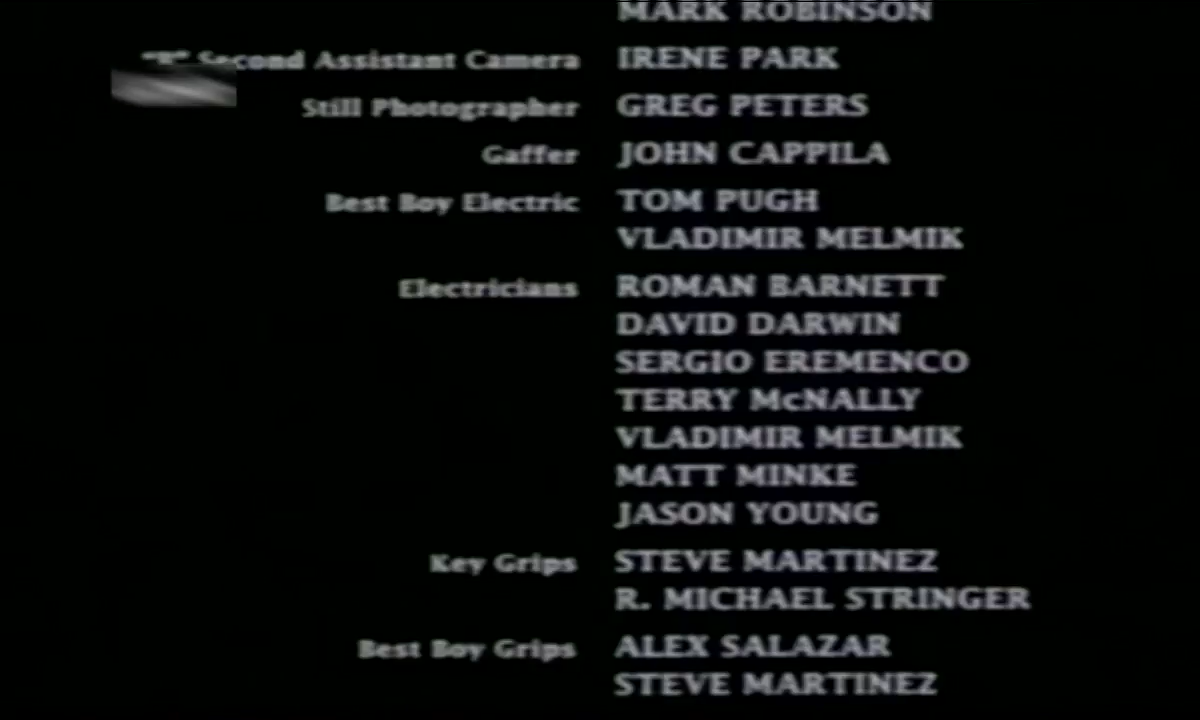 MARK ROBINSON
"B" Second Assistant Camera IRENE PARK
Still Photographer GREG PETERS
Gaffer JOHN CAPPILA
Best Boy Electric TOM PUGH
VLADIMIR MELMIK
Electricians ROMAN BARNETT
DAVID DARWIN
SERGIO EREMENCO
TERRY McNALLY
VLADIMIR MELMIK
MATT MINKE
JASON YOUNG
Key Grips STEVE MARTINEZ
R. MICHAEL STRINGER
Best Boy Grips ALEX SALAZAR
STEVE MARTINEZ